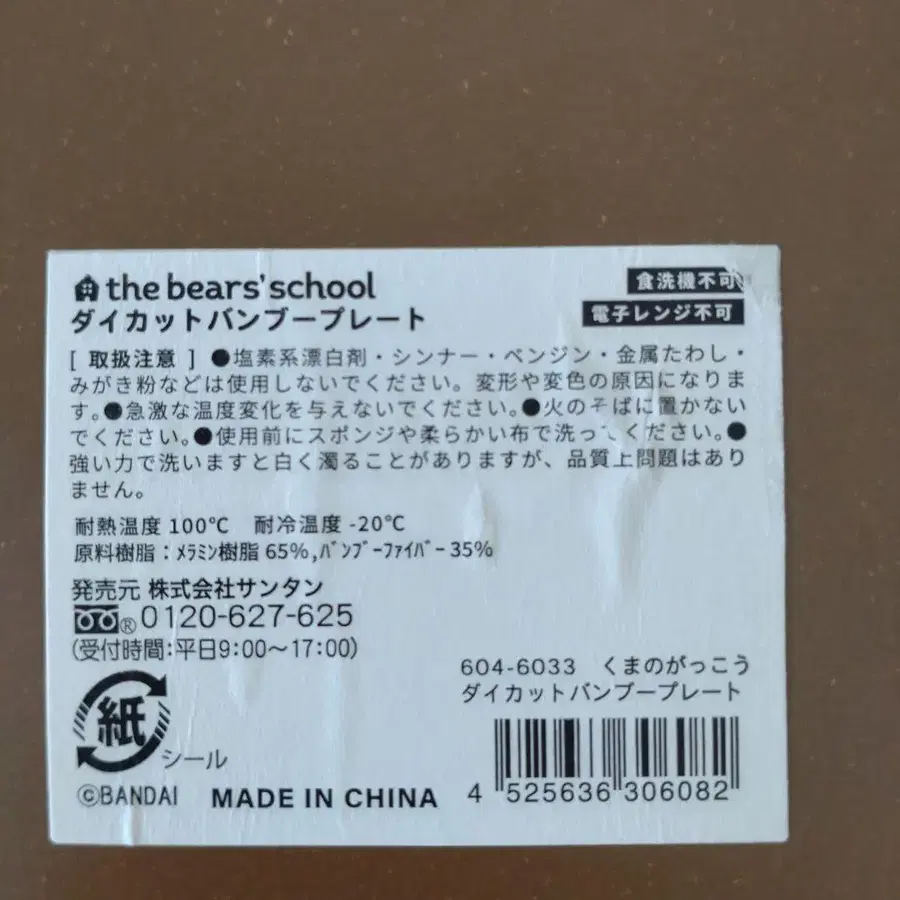 the bears' school
食洗機不可
ダイカットバンブープレート
電子レンジ不可
[ 取扱注意 ] ●塩素系漂白剤・シンナー・ベンジン・金属たわし・
みがき粉などは使用しないでください。変形や変色の原因になりま
す。●急激な温度変化を与えないでください。●火のそばに置かない
でください。●使用前にスポンジや柔らかい布で洗ってください。●
強い力で洗いますと白く濁ることがありますが、品質上問題はあり
ません。
耐熱温度 100℃ 耐冷温度 -20℃
原料樹脂：ﾒﾗﾐﾝ樹脂 65%,ﾊﾞﾝﾌﾞｰﾌｧｲﾊﾞｰ 35%
発売元 株式会社サンタン
®0120-627-625
(受付時間:平日9:00〜17:00)
604-6033 くまのがっこう
ダイカットバンブープレート
紙
シール
©BANDAI MADE IN CHINA
4 525636 306082